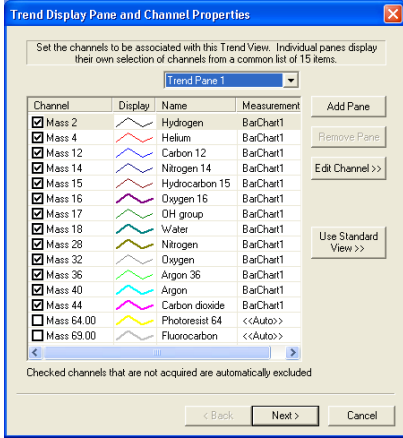 Trend Display Pane and Channel Properties
Set the channels to be associated with this Trend View. Individual panes display
their own selection of channels from a common list of 15 items.
Trend Pane 1
Channel Display Name Measurement
Mass 2 Hydrogen BarChart1
Mass 4 Helium BarChart1
Mass 12 Carbon 12 BarChart1
Mass 14 Nitrogen 14 BarChart1
Mass 15 Hydrocarbon 15 BarChart1
Mass 16 Oxygen 16 BarChart1
Mass 17 OH group BarChart1
Mass 18 Water BarChart1
Mass 28 Nitrogen BarChart1
Mass 32 Oxygen BarChart1
Mass 36 Argon 36 BarChart1
Mass 40 Argon BarChart1
Mass 44 Carbon dioxide BarChart1
Mass 64.00 Photoresist 64 <<Auto>>
Mass 69.00 Fluorocarbon <<Auto>>
Add Pane
Remove Pane
Edit Channel >>
Use Standard
View >>
Checked channels that are not acquired are automatically excluded
< Back Next > Cancel